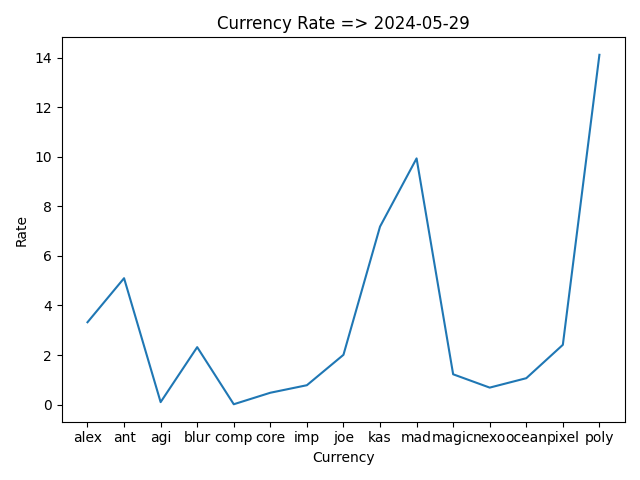 Currency Rate => 2024-05-29
14
12
10
8
6
4
2
0
Rate
alex ant agi blur comp core imp joe kas mad magic nexo ocean pixel poly
Currency